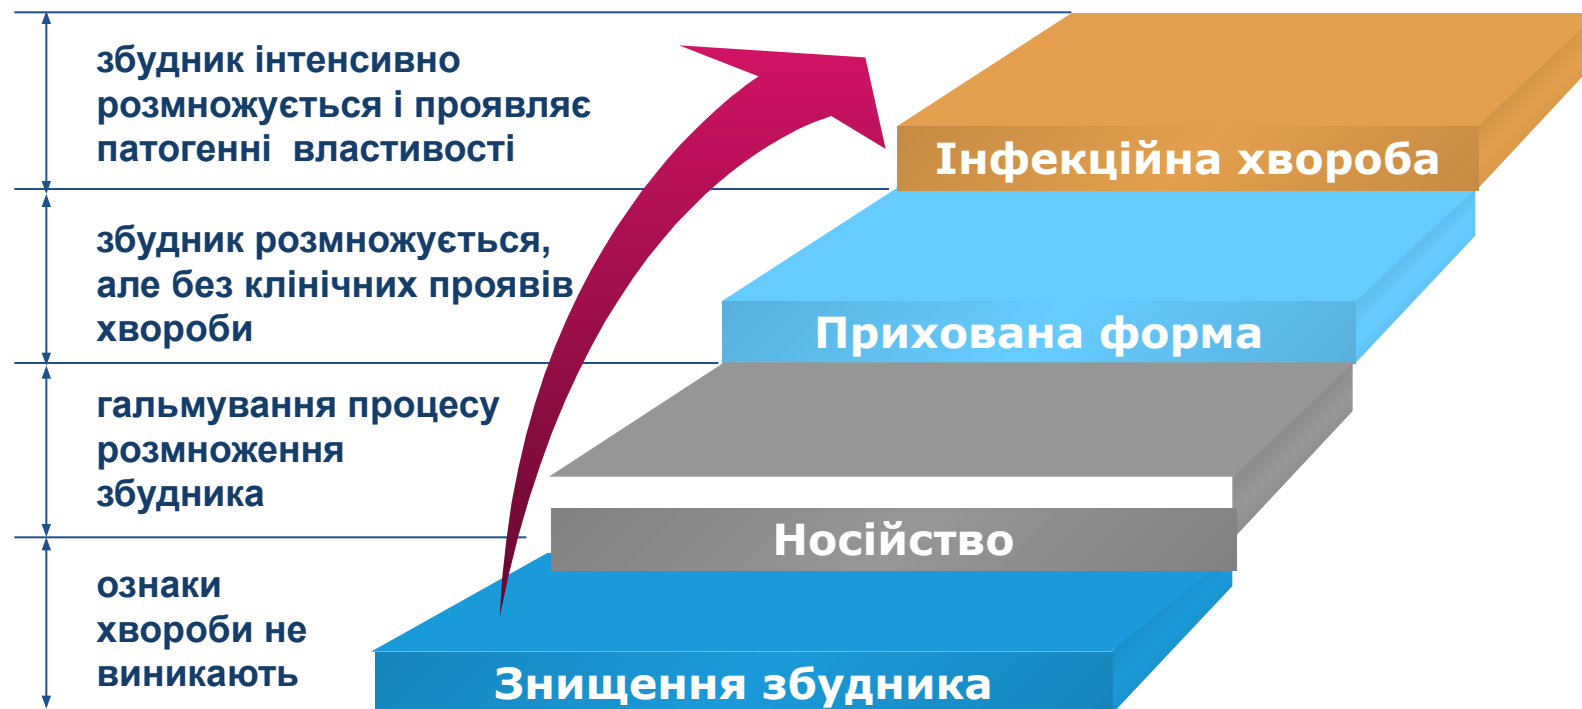 збудник інтенсивно
розмножується і проявляє
патогенні властивості
Інфекційна хвороба
збудник розмножується,
але без клінічних проявів
хвороби
Прихована форма
гальмування процесу
розмноження
збудника
Носійство
ознаки
хвороби не
виникають
Знищення збудника